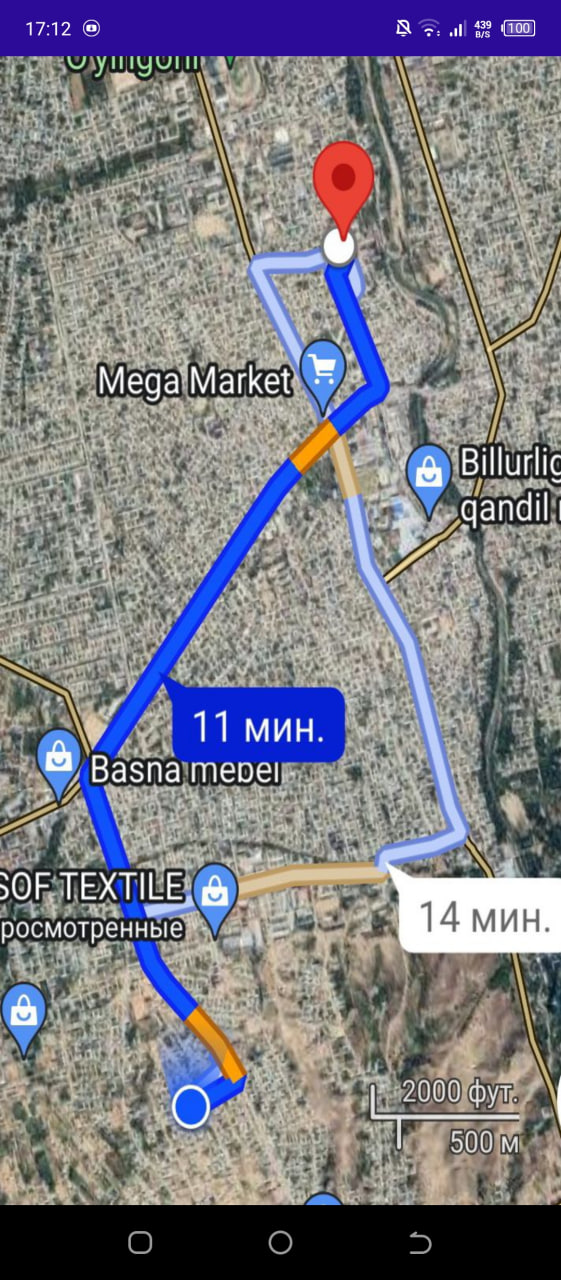 17:12
439
B/S
100
O'yingohi
Mega Market
Billurlig
qandil
11 мин.
Basna mebel
SOF TEXTILE
росмотренные
14 мин.
2000 фут.
500 м